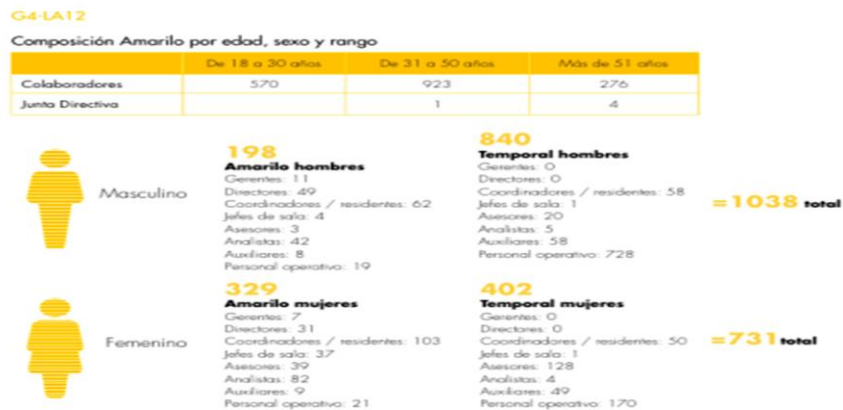 G4-LA12
Composición Amarilo por edad, sexo y rango
De 18 a 30 años De 31 a 50 años Más de 51 años
Colaboradores 570 923 276
Junta Directiva 1 4
Masculino
198
Amarilo hombres
Gerentes: 11
Directores: 49
Coordinadores / residentes: 62
Jefes de sala: 4
Asesores: 3
Analistas: 42
Auxiliares: 8
Personal operativo: 19
840
Temporal hombres
Gerentes: 0
Directores: 0
Coordinadores / residentes: 58
Jefes de sala: 1
Asesores: 20
Analistas: 5
Auxiliares: 58
Personal operativo: 728
=1038 total
Femenino
329
Amarilo mujeres
Gerentes: 7
Directores: 31
Coordinadores / residentes: 103
Jefes de sala: 37
Asesores: 39
Analistas: 82
Auxiliares: 9
Personal operativo: 21
402
Temporal mujeres
Gerentes: 0
Directores: 0
Coordinadores / residentes: 50
Jefes de sala: 1
Asesores: 128
Analistas: 4
Auxiliares: 49
Personal operativo: 170
=731 total